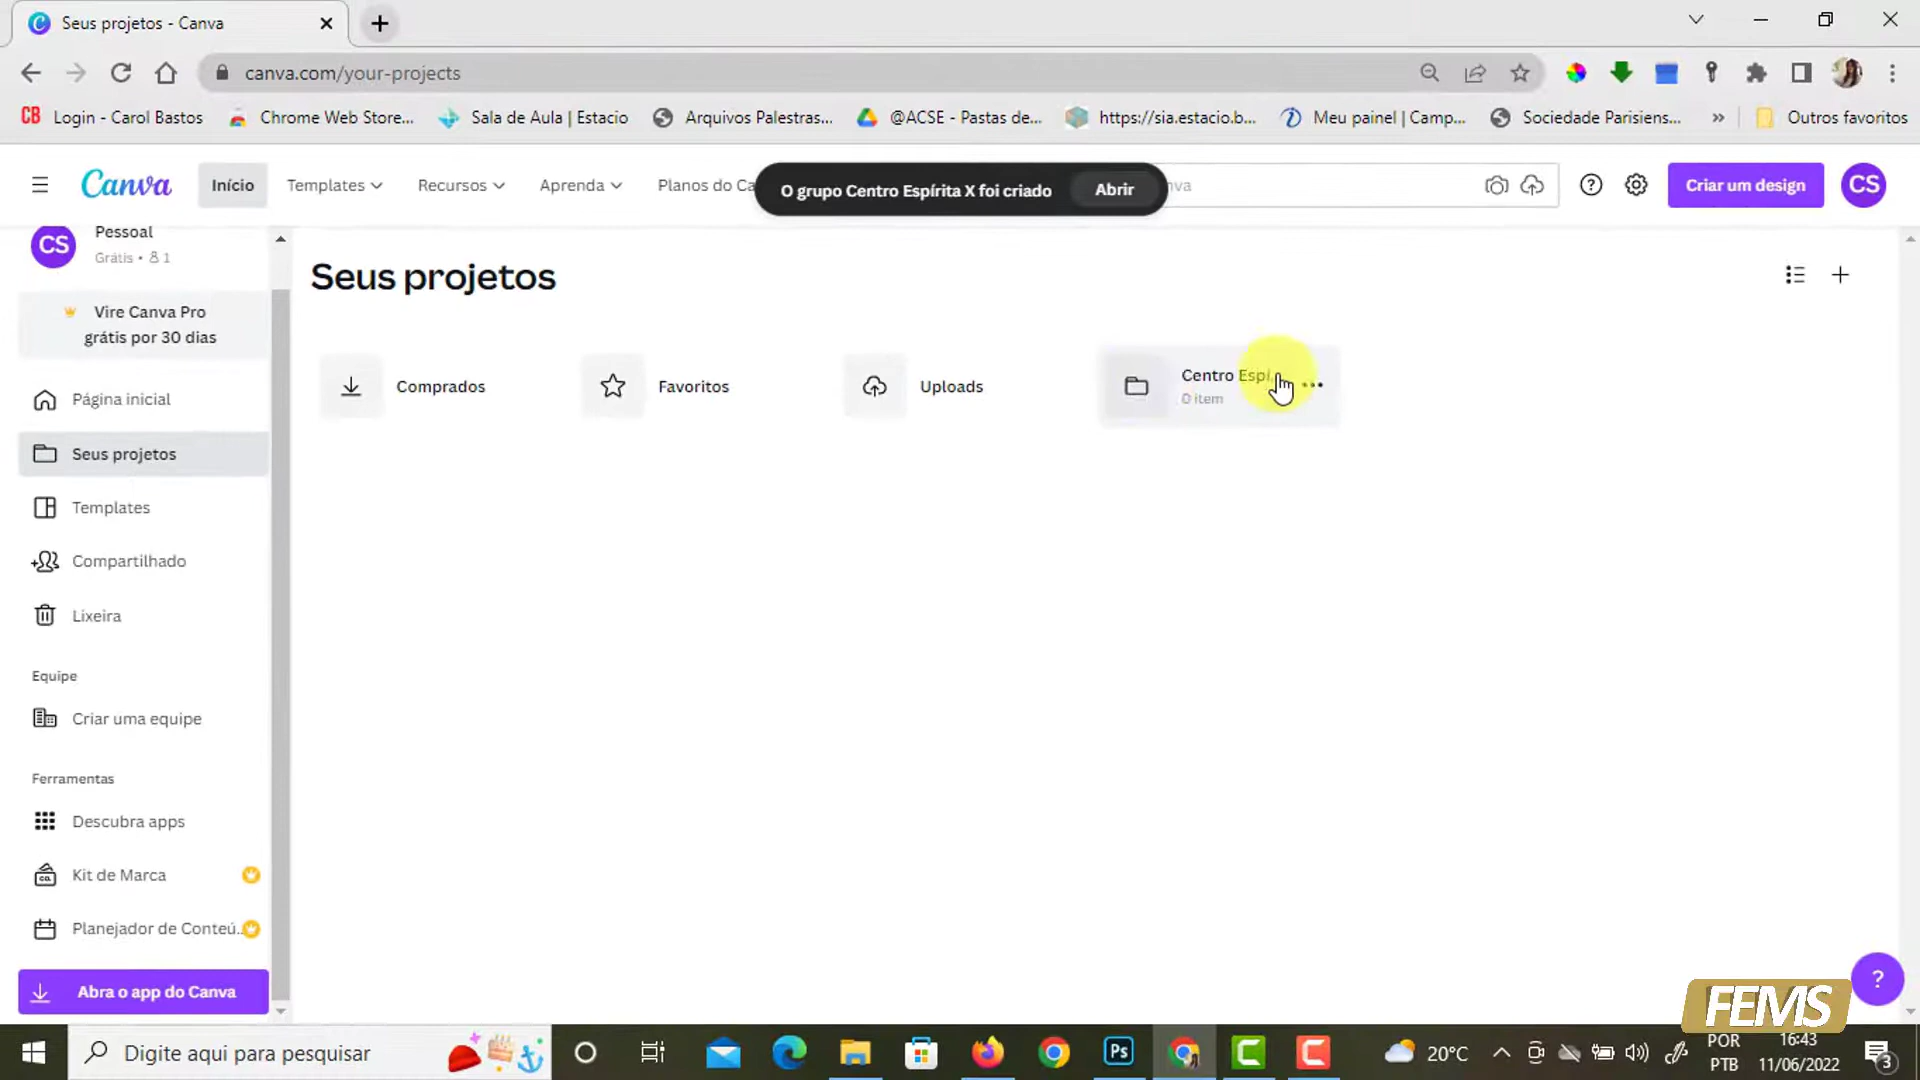 Seus projetos - Canva
canva.com/your-projects
CB Login - Carol Bastos
Chrome Web Store...
Sala de Aula | Estacio
Arquivos Palestras...
@ACSE - Pastas de...
https://sia.estacio.b...
Meu painel | Camp...
Sociedade Parisiens...
»
Outros favoritos
Canva
Início
Templates
Recursos
Aprenda
Planos do Ca
O grupo Centro Espírita X foi criado
Abrir
nva
Criar um design
CS
CS
Pessoal
Grátis • 1
Vire Canva Pro
grátis por 30 dias
Página inicial
Seus projetos
Templates
Compartilhado
Lixeira
Equipe
Criar uma equipe
Ferramentas
Descubra apps
Kit de Marca
Planejador de Conteú...
Abra o app do Canva
Seus projetos
Comprados
Favoritos
Uploads
Centro Espí...
0 item
?
FEMS
Digite aqui para pesquisar
Ps
20°C
POR
PTB
16:43
11/06/2022
3